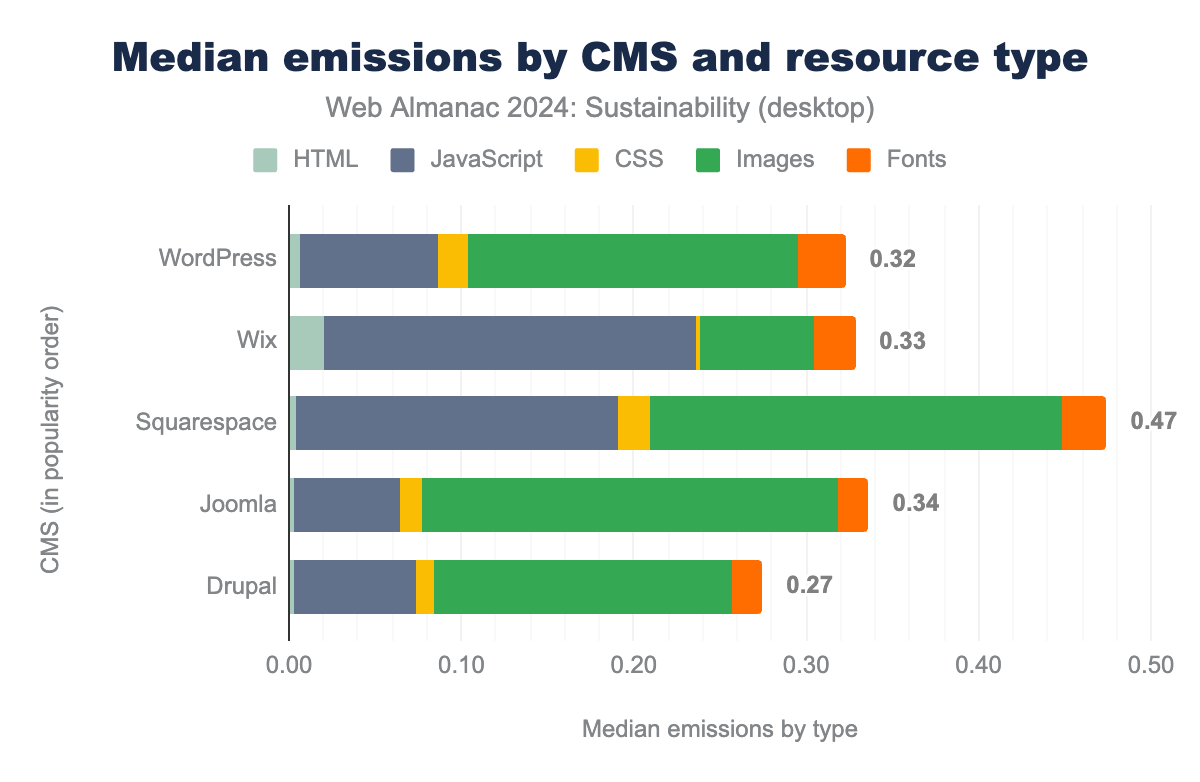 Median emissions by CMS and resource type
Web Almanac 2024: Sustainability (desktop)
HTML JavaScript CSS Images Fonts
CMS (in popularity order)
WordPress 0.32
Wix 0.33
Squarespace 0.47
Joomla 0.34
Drupal 0.27
0.00 0.10 0.20 0.30 0.40 0.50
Median emissions by type